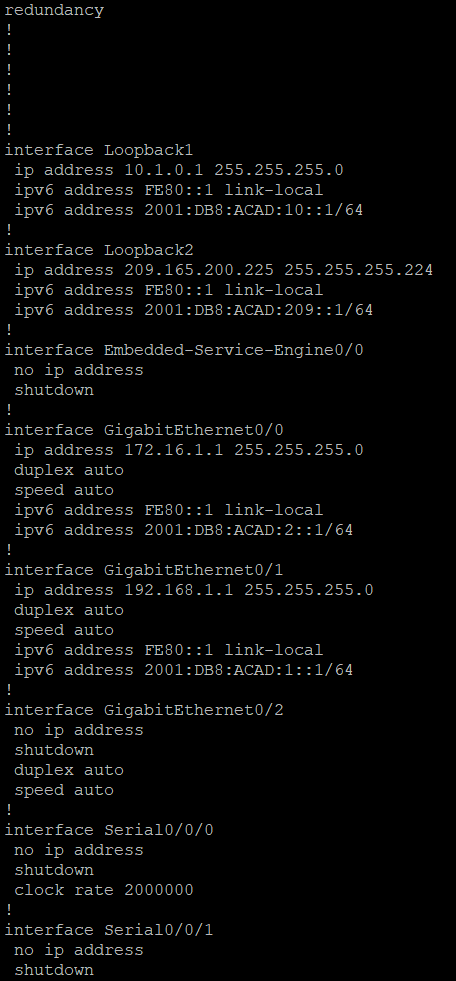 redundancy
!
!
!
!
!
!
interface Loopback1
 ip address 10.1.0.1 255.255.255.0
 ipv6 address FE80::1 link-local
 ipv6 address 2001:DB8:ACAD:10::1/64
!
interface Loopback2
 ip address 209.165.200.225 255.255.255.224
 ipv6 address FE80::1 link-local
 ipv6 address 2001:DB8:ACAD:209::1/64
!
interface Embedded-Service-Engine0/0
 no ip address
 shutdown
!
interface GigabitEthernet0/0
 ip address 172.16.1.1 255.255.255.0
 duplex auto
 speed auto
 ipv6 address FE80::1 link-local
 ipv6 address 2001:DB8:ACAD:2::1/64
!
interface GigabitEthernet0/1
 ip address 192.168.1.1 255.255.255.0
 duplex auto
 speed auto
 ipv6 address FE80::1 link-local
 ipv6 address 2001:DB8:ACAD:1::1/64
!
interface GigabitEthernet0/2
 no ip address
 shutdown
 duplex auto
 speed auto
!
interface Serial0/0/0
 no ip address
 shutdown
 clock rate 2000000
!
interface Serial0/0/1
 no ip address
 shutdown